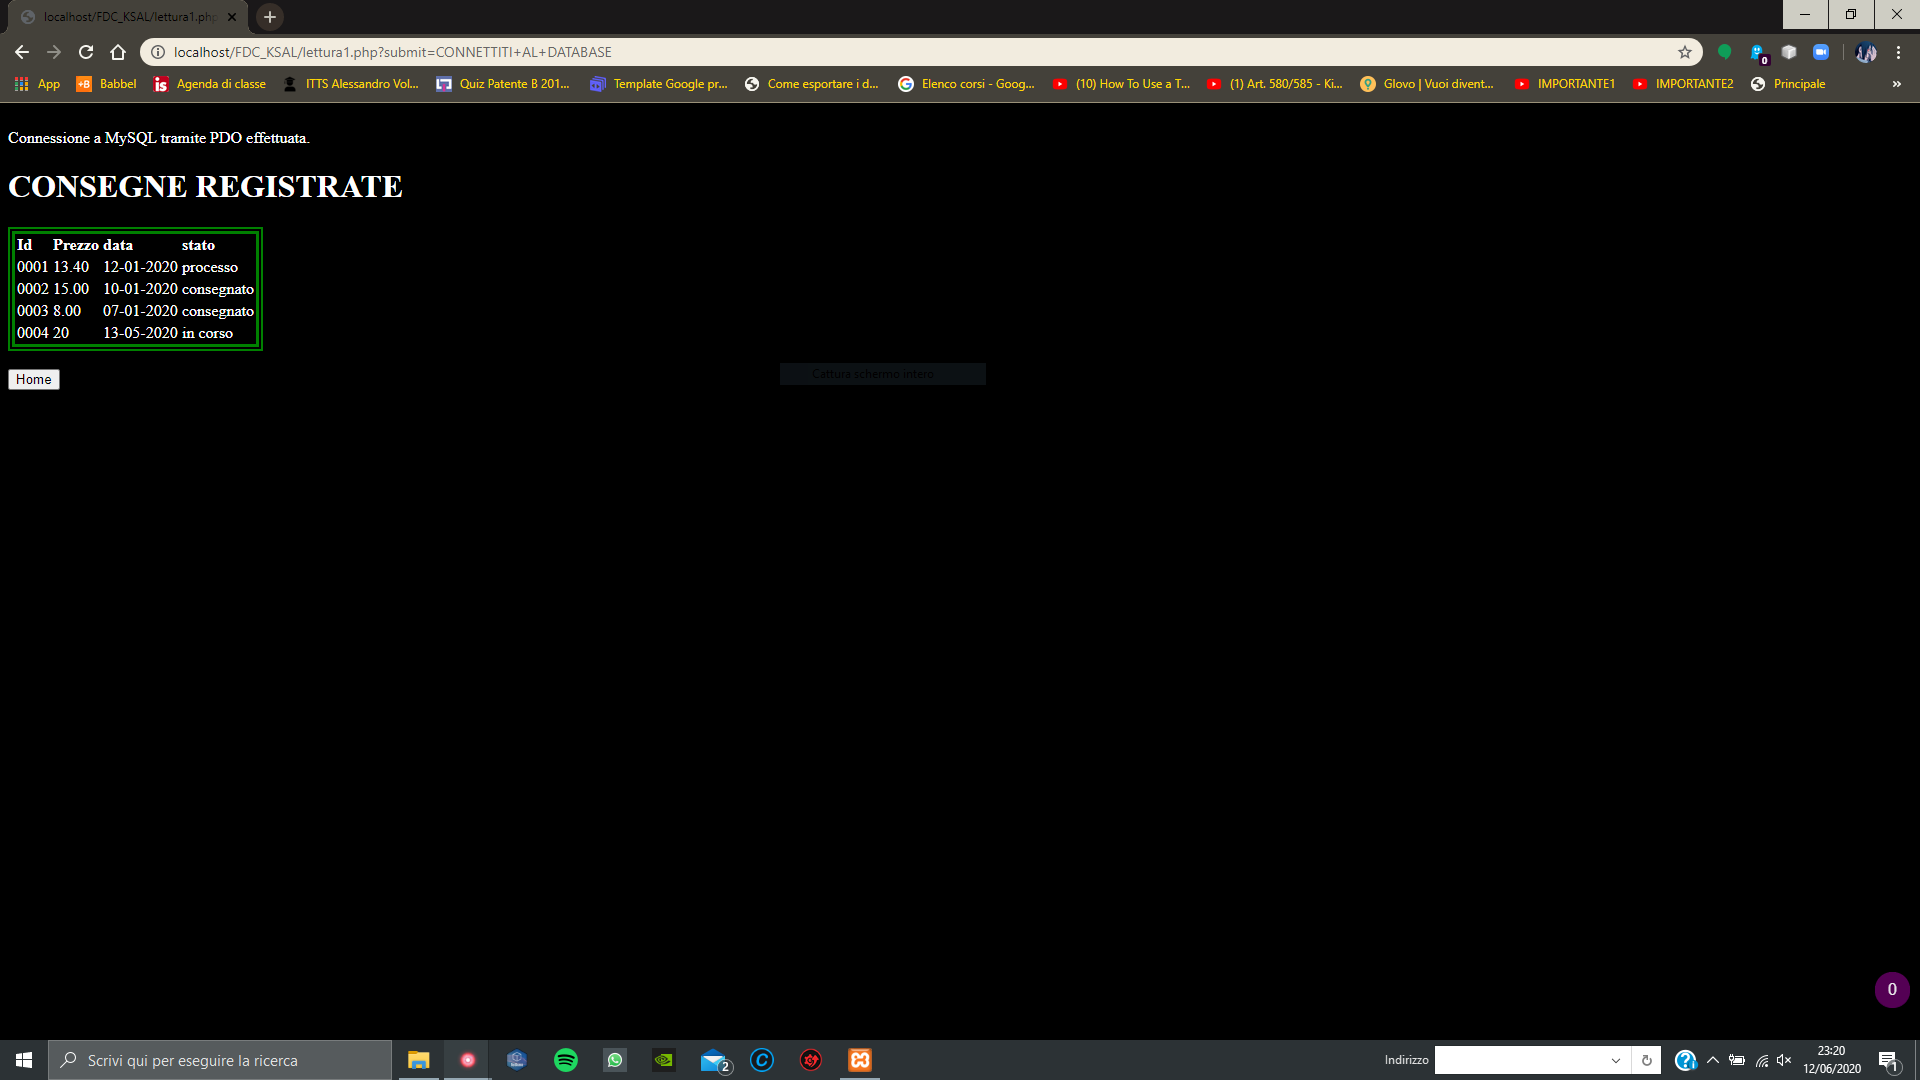 localhost/FDC_KSAL/lettura1.php
localhost/FDC_KSAL/lettura1.php?submit=CONNETTITI+AL+DATABASE
0
App
Babbel
Agenda di classe
ITTS Alessandro Vol...
Quiz Patente B 201...
Template Google pr...
Come esportare i d...
Elenco corsi - Goog...
(10) How To Use a T...
(1) Art. 580/585 - Ki...
Glovo | Vuoi divent...
IMPORTANTE1
IMPORTANTE2
Principale
»
Connessione a MySQL tramite PDO effettuata.
CONSEGNE REGISTRATE
Id Prezzo data stato
0001 13.40 12-01-2020 processo
0002 15.00 10-01-2020 consegnato
0003 8.00 07-01-2020 consegnato
0004 20 13-05-2020 in corso
Home
Cattura schermo intero
0
Scrivi qui per eseguire la ricerca
2
Indirizzo
23:20
12/06/2020
1